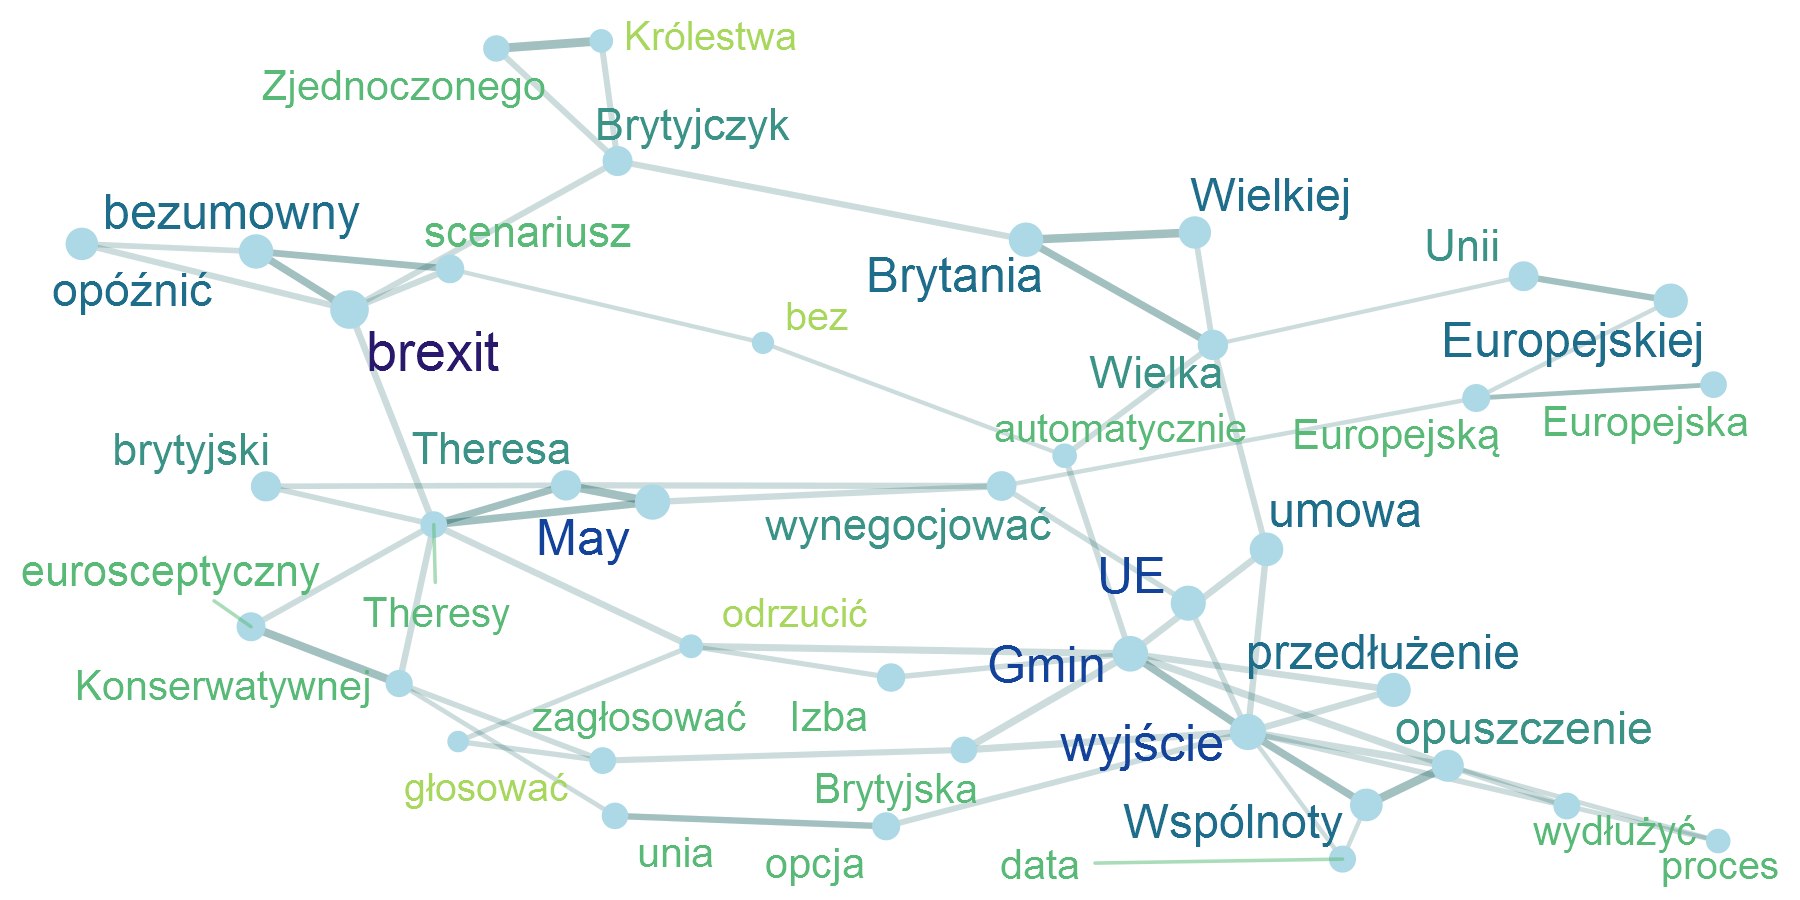 Królestwa
Zjednoczonego
Brytyjczyk
Wielkiej
bezumowny
scenariusz
Unii
Brytania
opóźnić
bez
Europejskiej
brexit
Wielka
automatycznie
Europejską
Europejska
brytyjski
Theresa
umowa
wynegocjować
May
eurosceptyczny
UE
Theresy
odrzucić
przedłużenie
Gmin
Konserwatywnej
zagłosować
Izba
opuszczenie
wyjście
głosować
Brytyjska
Wspólnoty
wydłużyć
unia
opcja
data
proces